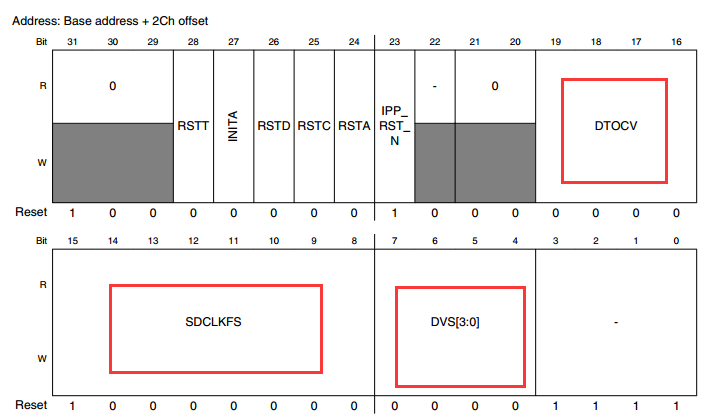 Address: Base address + 2Ch offset
Bit 31 30 29 28 27 26 25 24 23 22 21 20 19 18 17 16
R 0 - 0
RSTT INITA RSTD RSTC RSTA IPP_RST_N DTOCV
W
Reset 1 0 0 0 0 0 0 0 1 0 0 0 0 0 0 0
Bit 15 14 13 12 11 10 9 8 7 6 5 4 3 2 1 0
R
SDCLKFS DVS[3:0] -
W
Reset 1 0 0 0 0 0 0 0 0 0 0 0 1 1 1 1